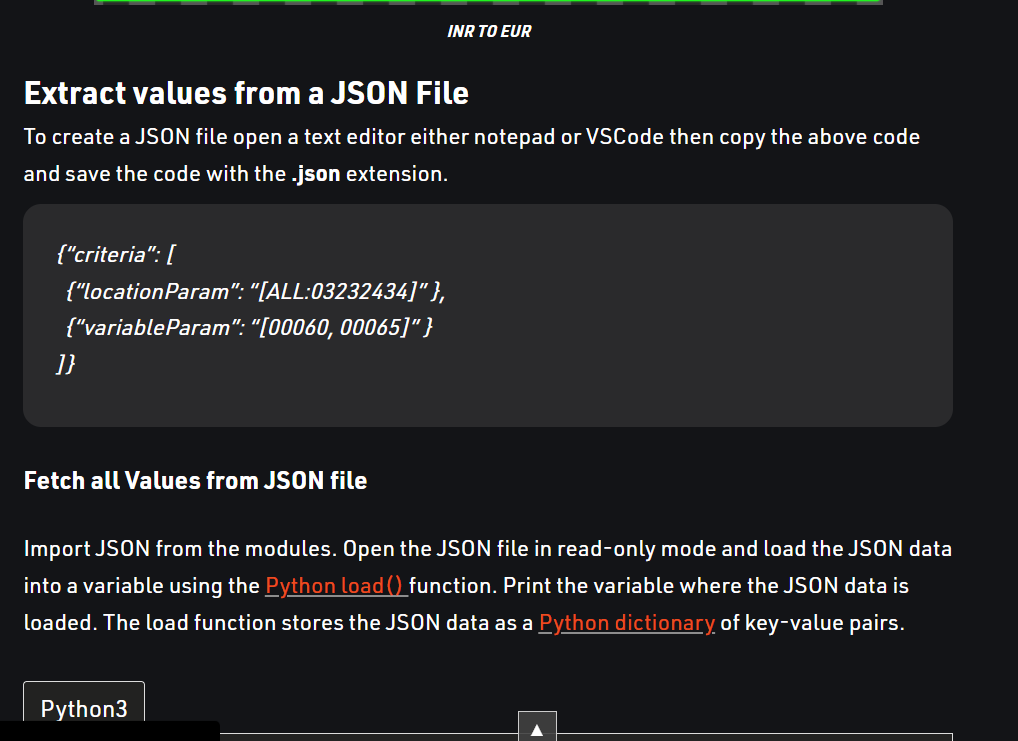 INR TO EUR
Extract values from a JSON File
To create a JSON file open a text editor either notepad or VSCode then copy the above code
and save the code with the .json extension.
{“criteria”: [
{“locationParam”: “[ALL:03232434]” },
{“variableParam”: “[00060, 00065]” }
]}
Fetch all Values from JSON file
Import JSON from the modules. Open the JSON file in read-only mode and load the JSON data
into a variable using the Python load() function. Print the variable where the JSON data is
loaded. The load function stores the JSON data as a Python dictionary of key-value pairs.
Python3